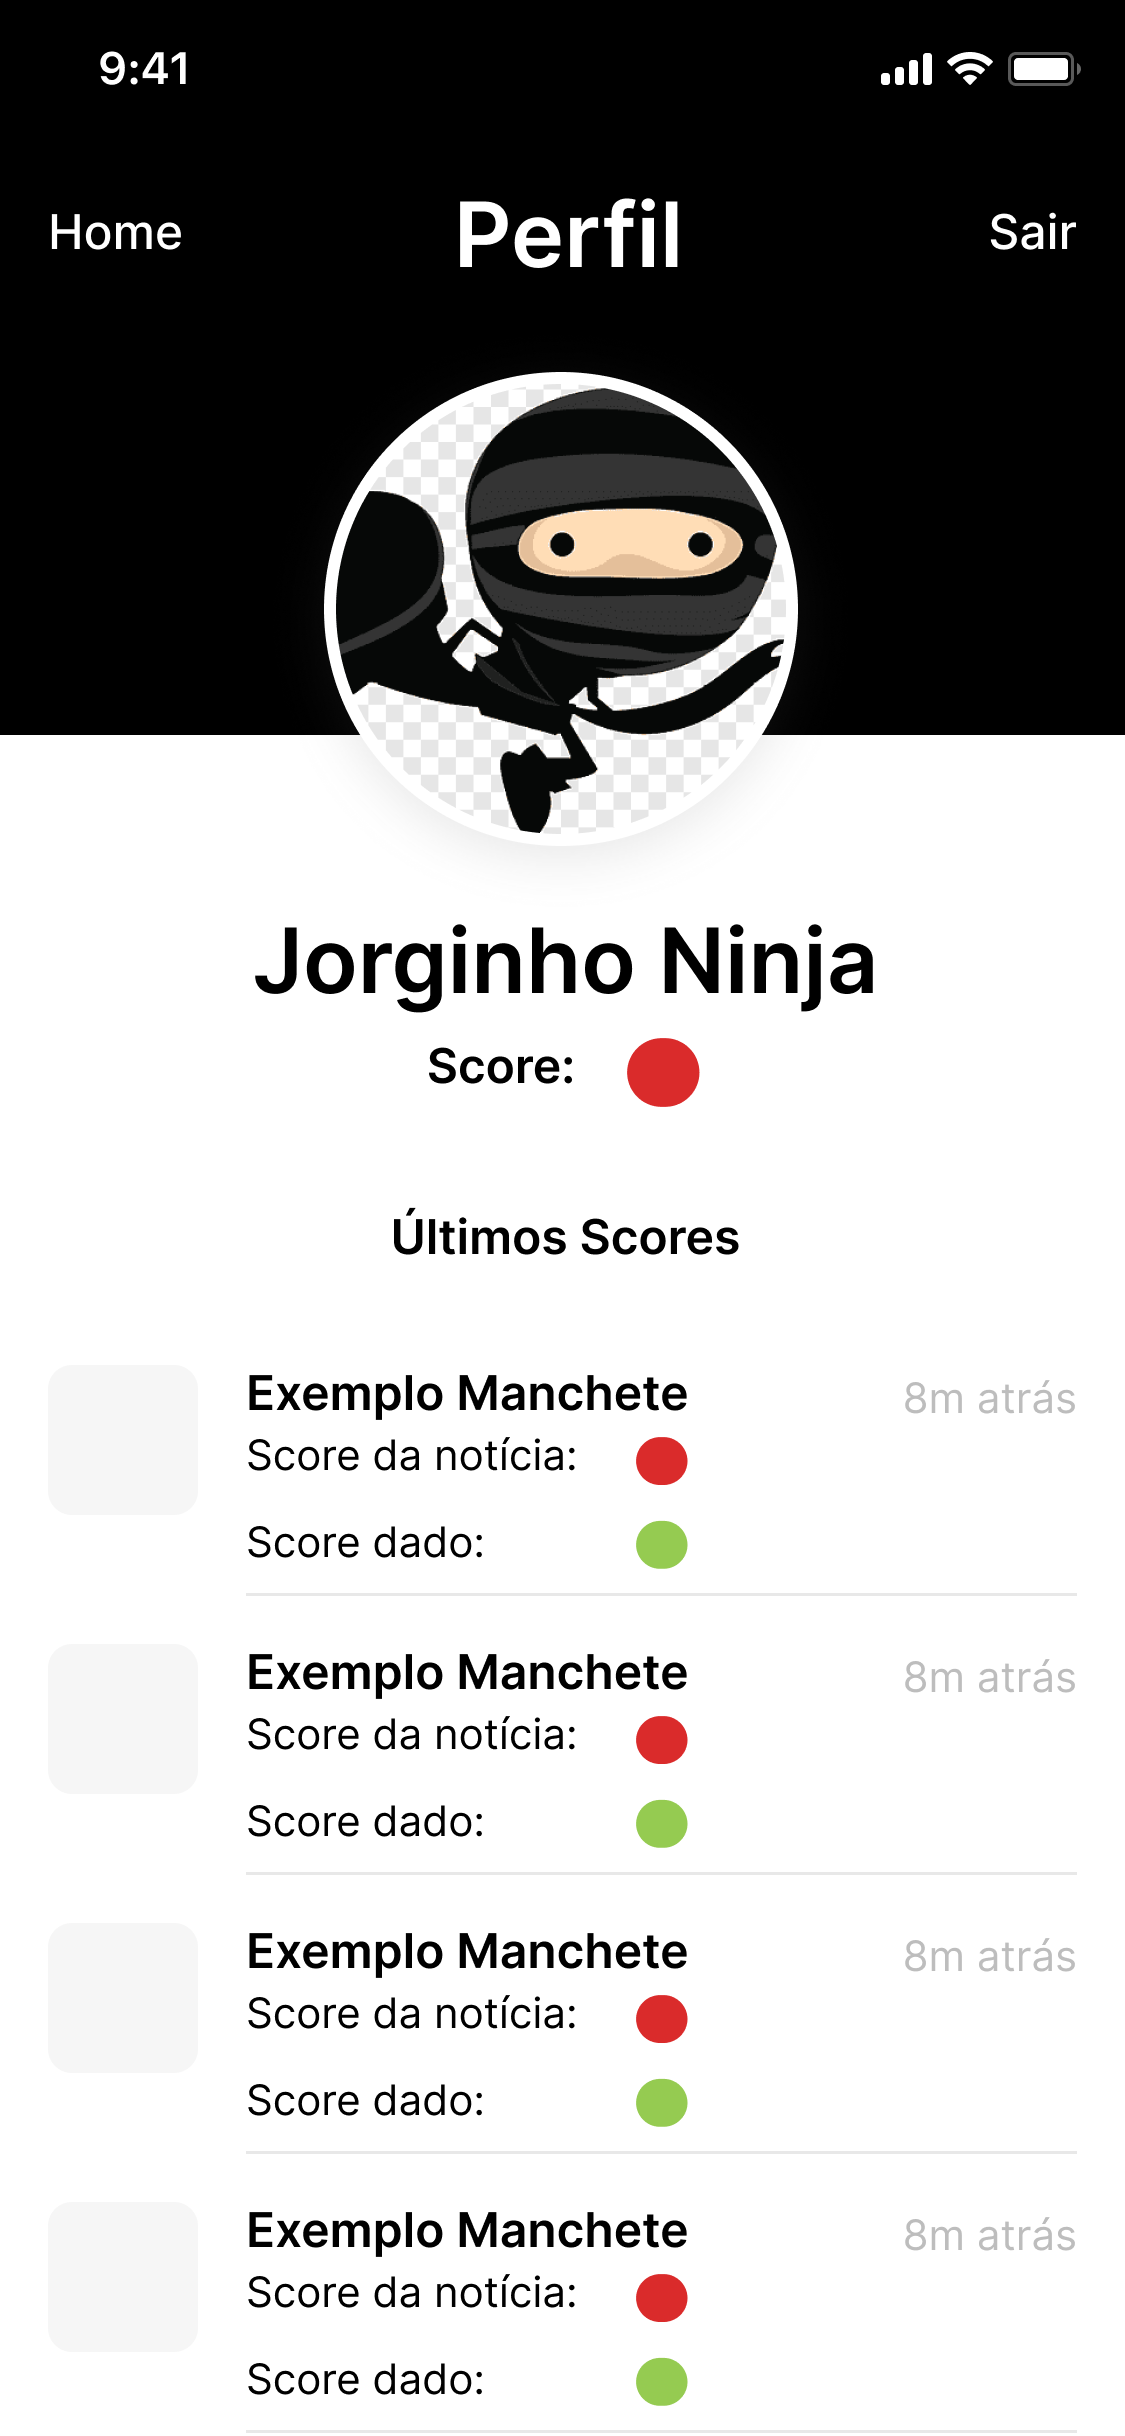 9:41
Home Perfil Sair
Jorginho Ninja
Score:
Últimos Scores
Exemplo Manchete 8m atrás
Score da notícia:
Score dado:
Exemplo Manchete 8m atrás
Score da notícia:
Score dado:
Exemplo Manchete 8m atrás
Score da notícia:
Score dado:
Exemplo Manchete 8m atrás
Score da notícia:
Score dado: